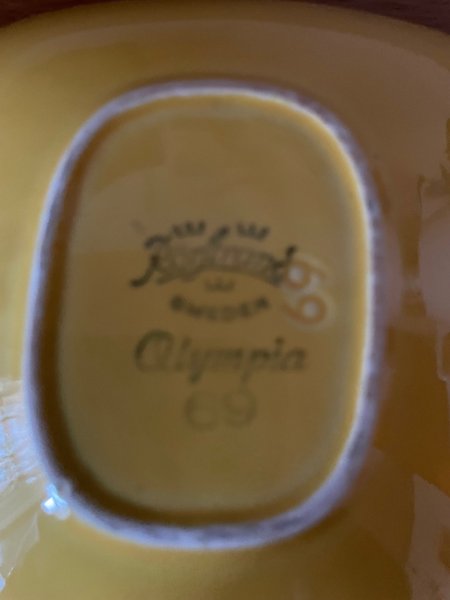 Rörstrand
SWEDEN
Olympia
69